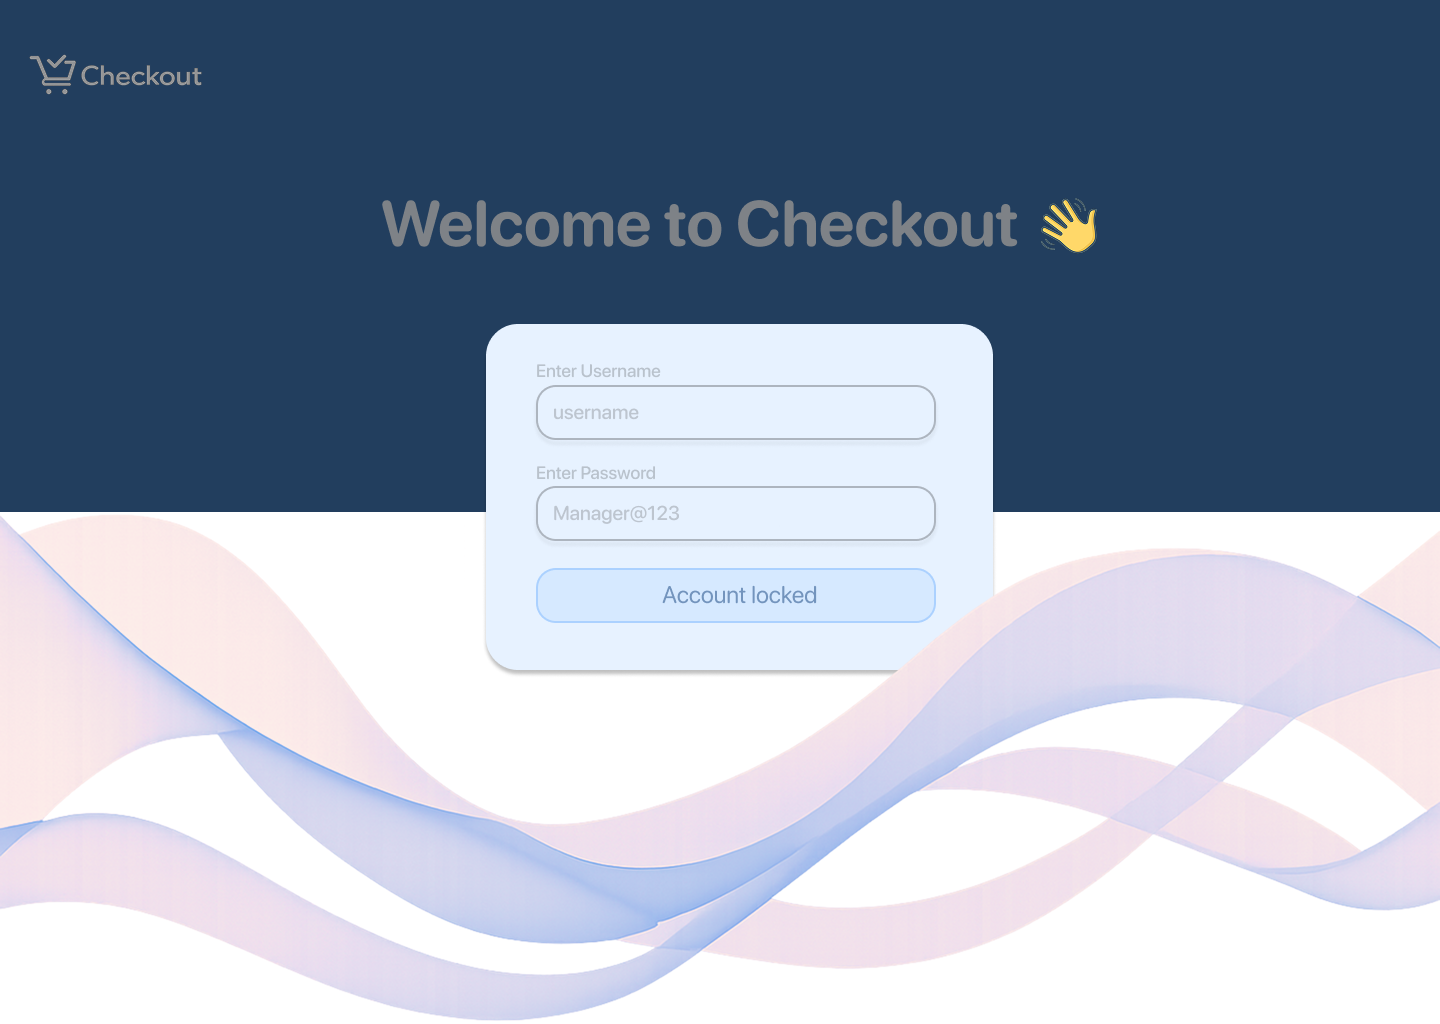 Checkout
Welcome to Checkout 👋
Enter Username
username
Enter Password
Manager@123
Account locked